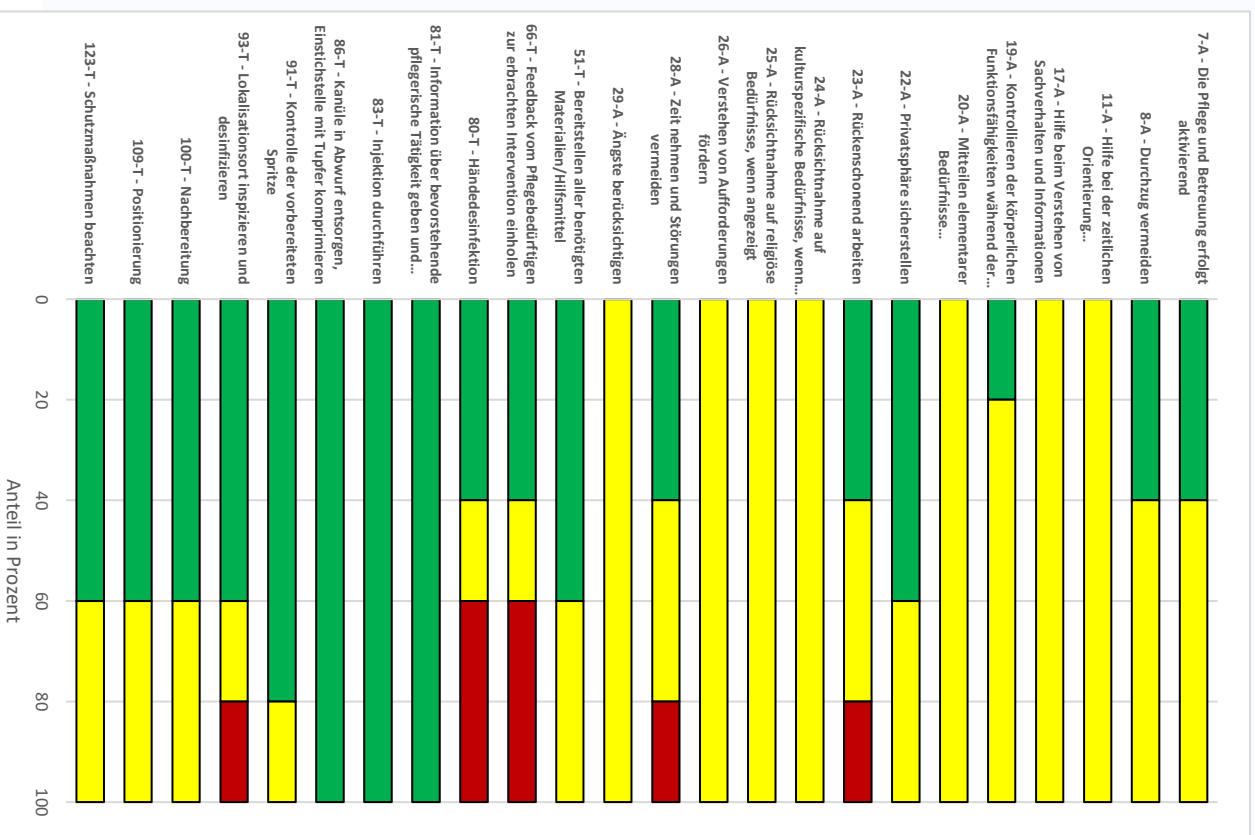 7-A - Die Pflege und Betreuung erfolgt
aktivierend
8-A - Durchzug vermeiden
11-A - Hilfe bei der zeitlichen
Orientierung...
17-A - Hilfe beim Verstehen von
Sachverhalten und Informationen
19-A - Kontrollieren der körperlichen
Funktionsfähigkeiten während der...
20-A - Mitteilen elementarer
Bedürfnisse...
22-A - Privatsphäre sicherstellen
23-A - Rückenschonend arbeiten
24-A - Rücksichtnahme auf
kulturspezifische Bedürfnisse, wenn...
25-A - Rücksichtnahme auf religiöse
Bedürfnisse, wenn angezeigt
26-A - Verstehen von Aufforderungen
fördern
28-A - Zeit nehmen und Störungen
vermeiden
29-A - Ängste berücksichtigen
51-T - Bereitstellen aller benötigten
Materialien/Hilfsmittel
66-T - Feedback vom Pflegebedürftigen
zur erbrachten Intervention einholen
80-T - Händedesinfektion
81-T - Information über bevorstehende
pflegerische Tätigkeit geben und...
83-T - Injektion durchführen
86-T - Kanüle in Abwurf entsorgen,
Einstichstelle mit Tupfer komprimieren
91-T - Kontrolle der vorbereiteten
Spritze
93-T - Lokalisationsort inspizieren und
desinfizieren
100-T - Nachbereitung
109-T - Positionierung
123-T - Schutzmaßnahmen beachten
0
20
40
60
80
100
Anteil in Prozent